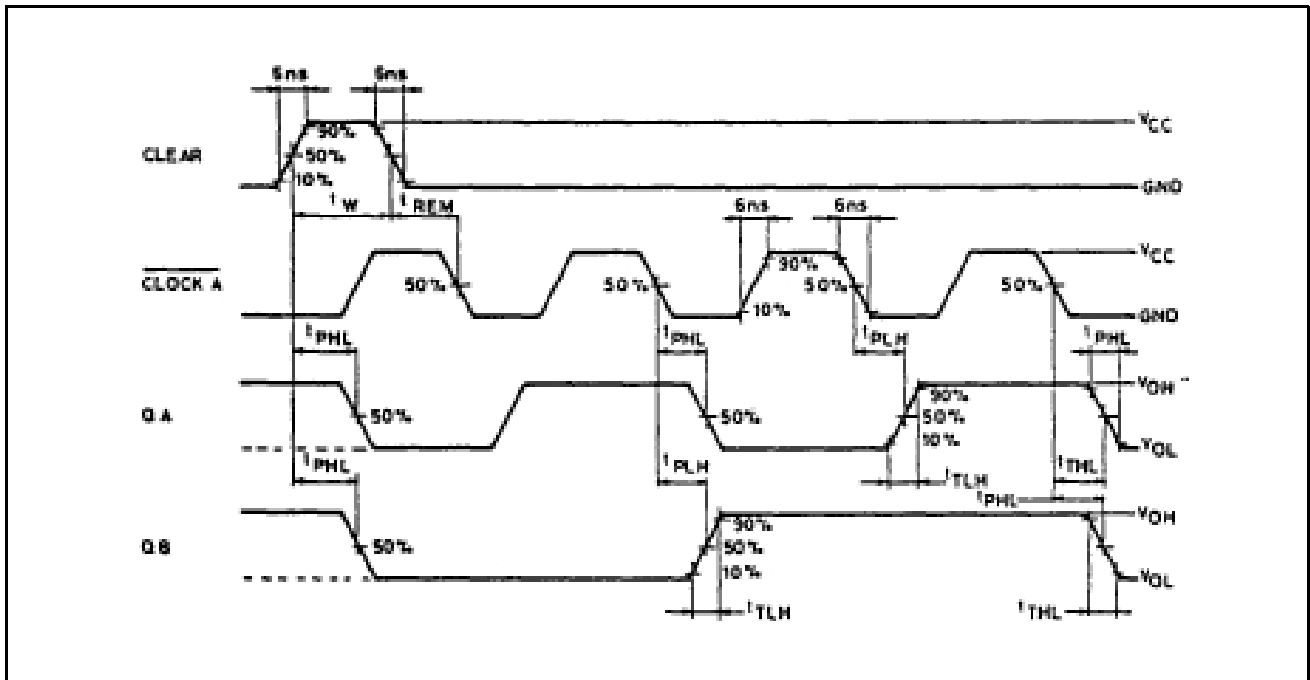 6ns 6ns
90%
VCC
CLEAR
50%
10%
GND
tW tREM
6ns 6ns
VCC
90%
CLOCK A
50% 50% 50% 50%
10%
GND
tPHL tPHL tPLH tPHL
VOH
90%
QA
50% 50% 50%
10%
VOL
tPHL tPLH tTHL
tTLH
tPHL
VOH
90%
QB
50% 50%
10%
VOL
tTLH tTHL